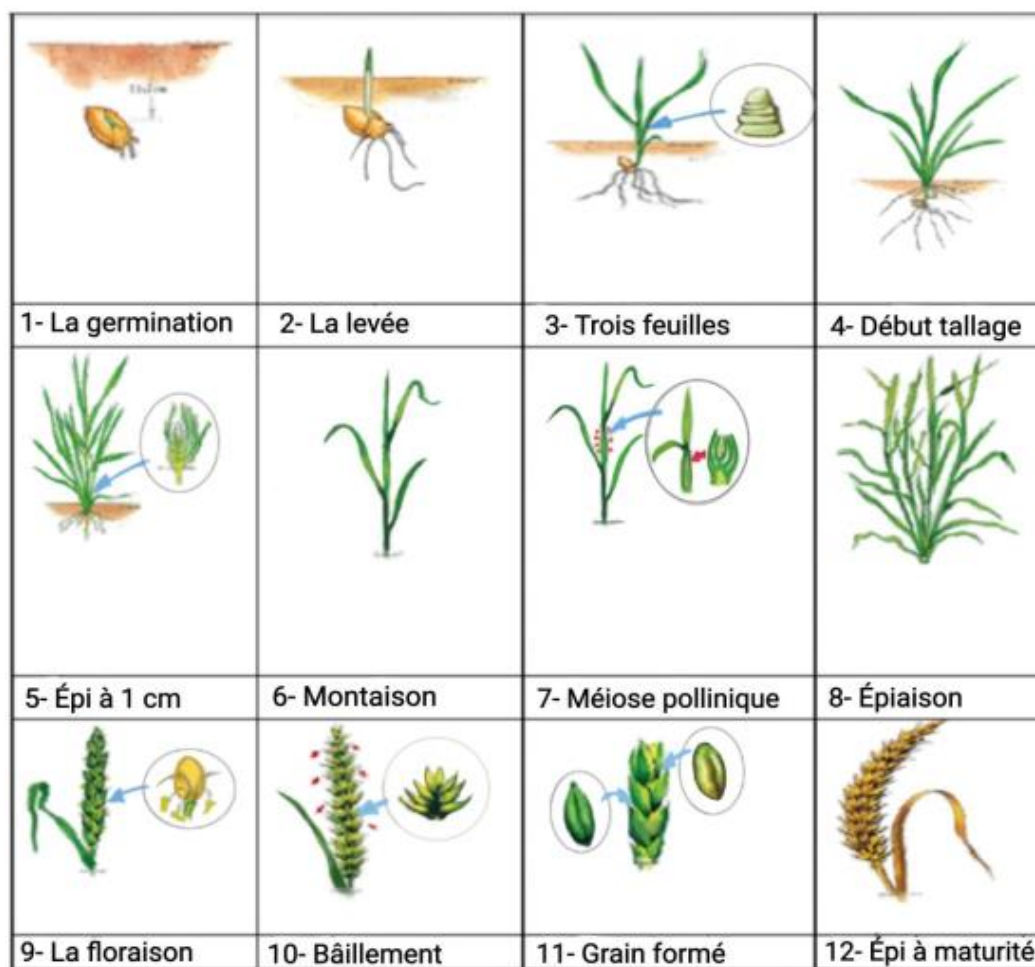 1- La germination
2- La levée
3- Trois feuilles
4- Début tallage
5- Épi à 1 cm
6- Montaison
7- Méiose pollinique
8- Épiaison
9- La floraison
10- Bâillement
11- Grain formé
12- Épi à maturité